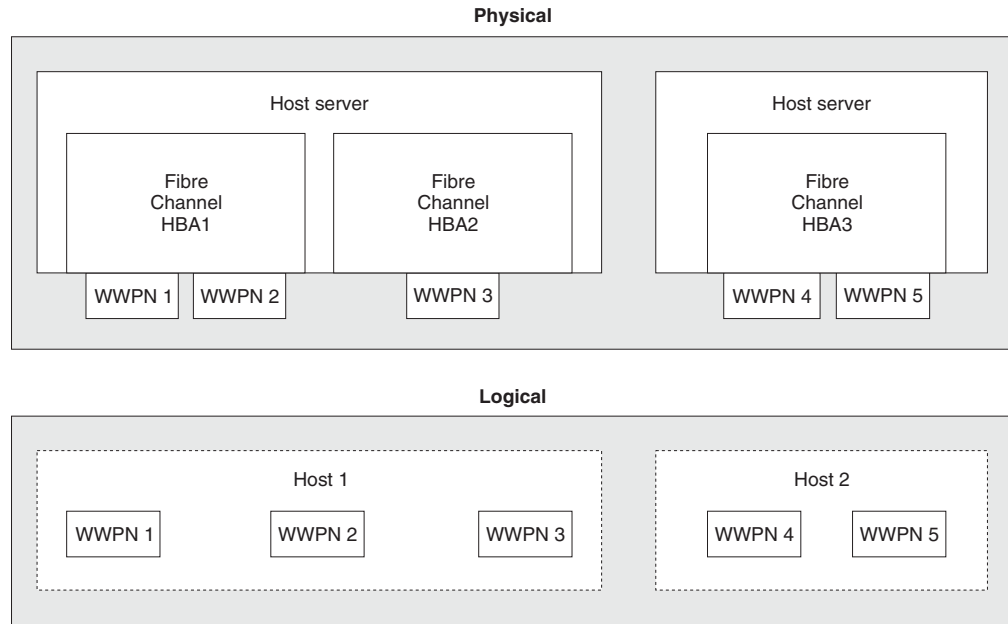 Physical
Host server
Host server
Fibre
Channel
HBA1
Fibre
Channel
HBA2
Fibre
Channel
HBA3
WWPN 1
WWPN 2
WWPN 3
WWPN 4
WWPN 5
Logical
Host 1
Host 2
WWPN 1
WWPN 2
WWPN 3
WWPN 4
WWPN 5